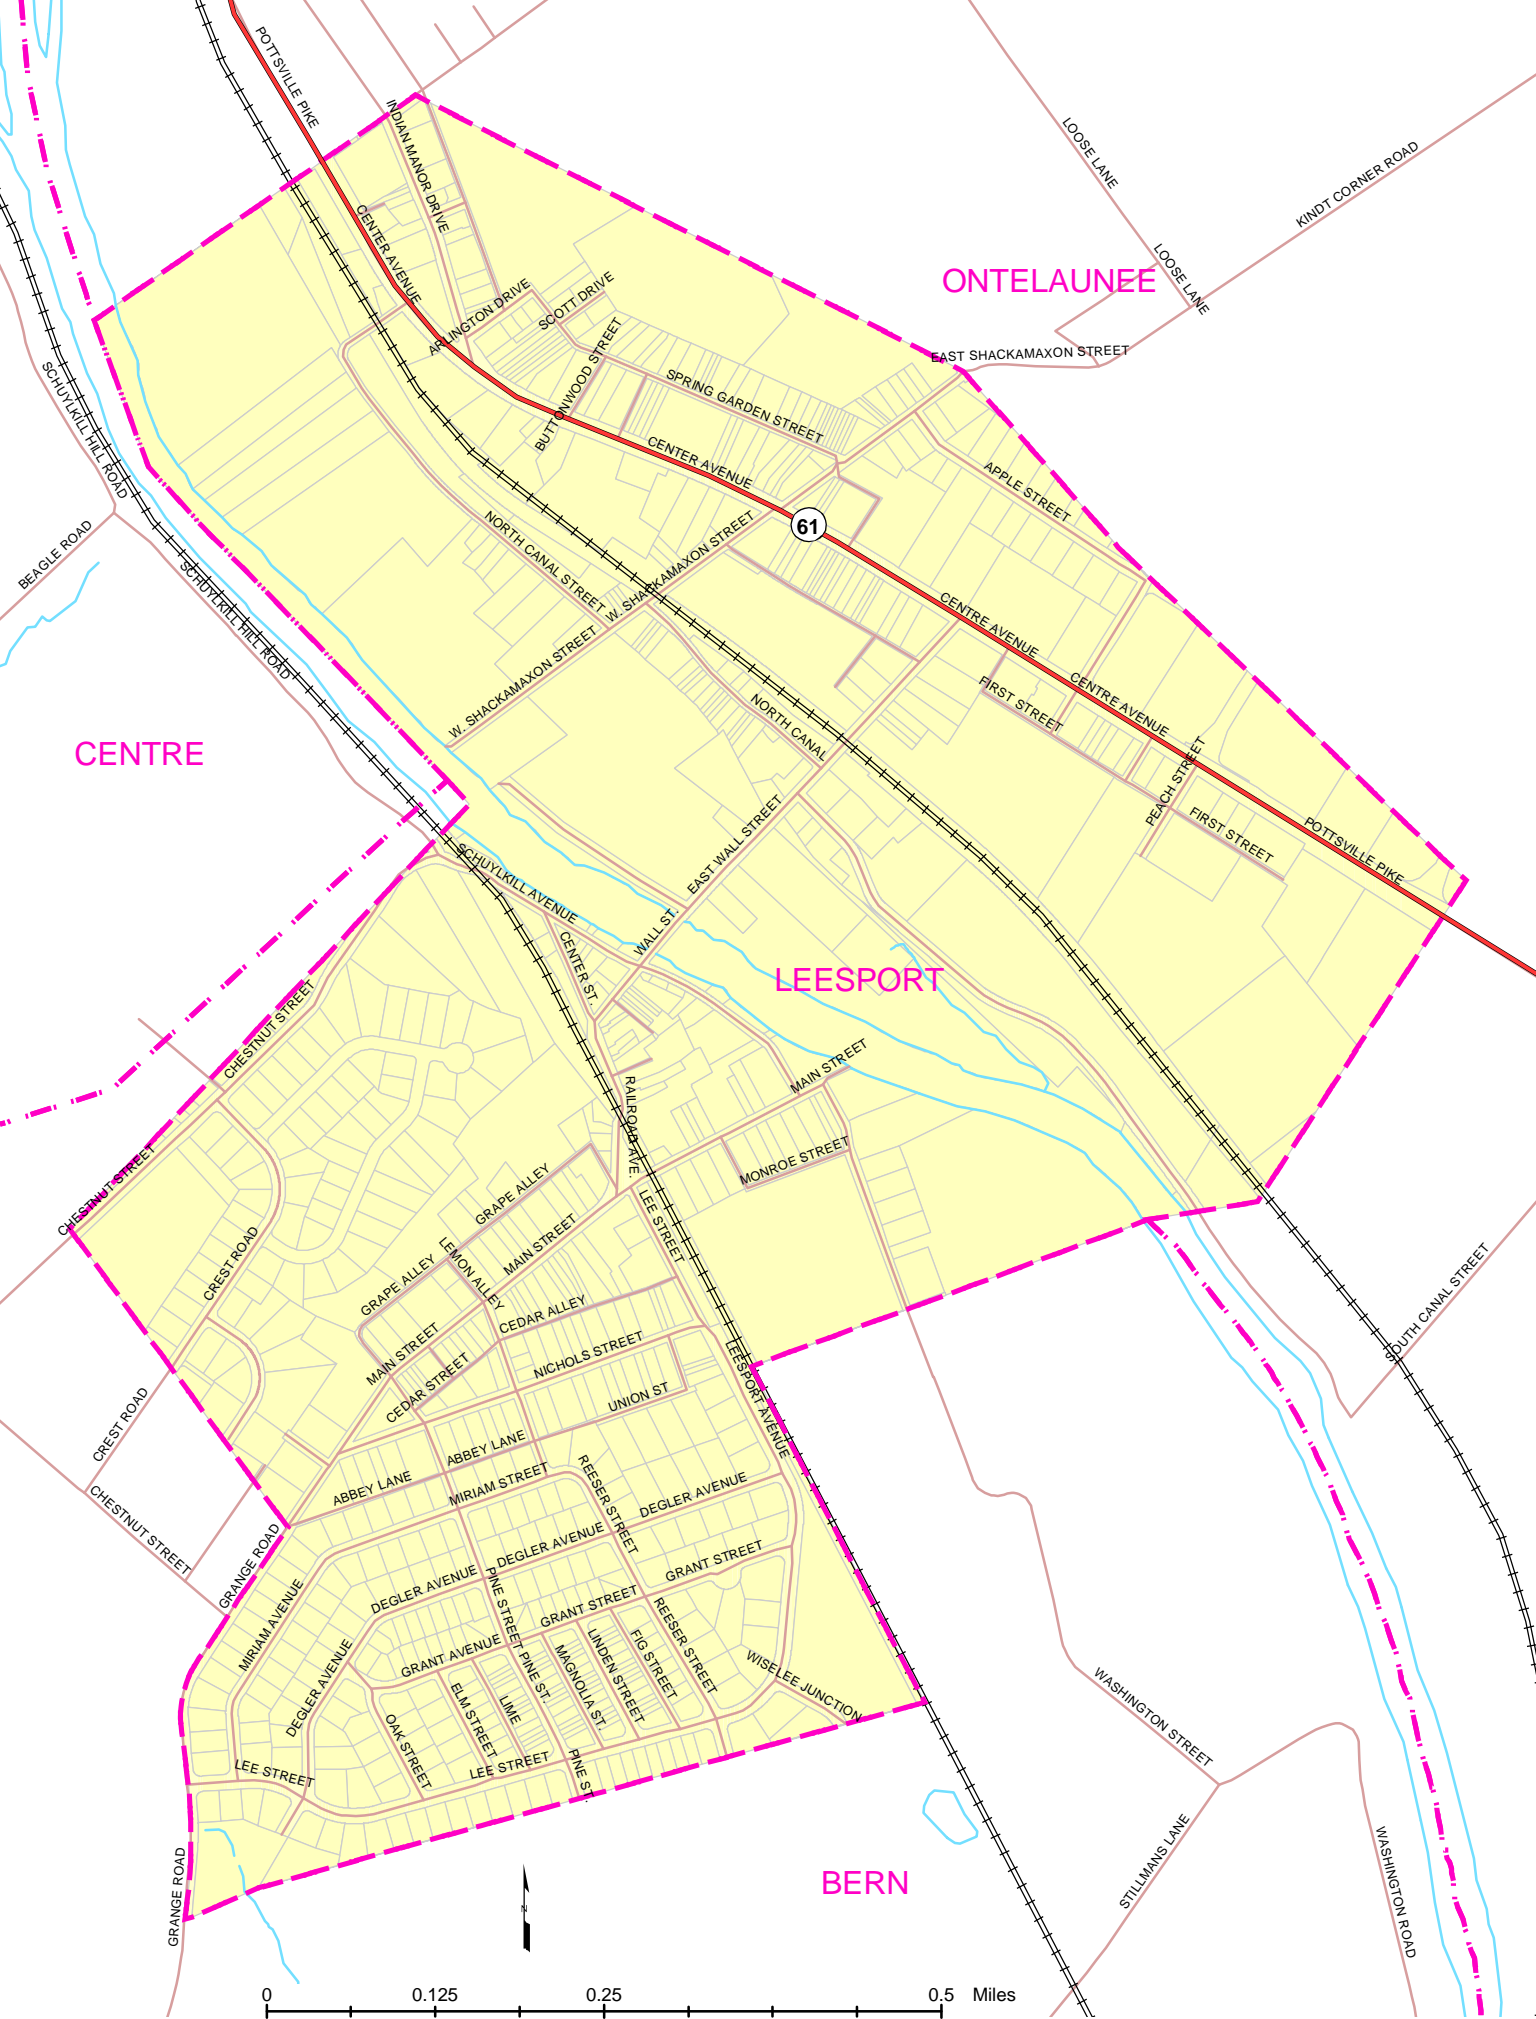 POTTSVILLE PIKE
INDIAN MANOR DRIVE
LOOSE LANE
KINDT CORNER ROAD
CENTER AVENUE
LOOSE LANE
ONTELAUNEE
ARLINGTON DRIVE
SCOTT DRIVE
BUTTONWOOD STREET
EAST SHACKAMAXON STREET
SCHUYLKILL HILL ROAD
SPRING GARDEN STREET
CENTER AVENUE
APPLE STREET
61
BEAGLE ROAD
NORTH CANAL STREET
W. SHACKAMAXON STREET
SCHUYLKILL HILL ROAD
CENTRE AVENUE
W. SHACKAMAXON STREET
CENTRE AVENUE
FIRST STREET
NORTH CANAL
CENTRE
PEACH STREET
FIRST STREET
POTTSVILLE PIKE
EAST WALL STREET
SCHUYLKILL AVENUE
WALL ST.
CENTER ST.
LEESPORT
CHESTNUT STREET
MAIN STREET
RAILROAD AVE.
MONROE STREET
CHESTNUT STREET
GRAPE ALLEY
LEE STREET
MAIN STREET
LEMON ALLEY
CREST ROAD
GRAPE ALLEY
CEDAR ALLEY
SOUTH CANAL STREET
MAIN STREET
NICHOLS STREET
CEDAR STREET
LEESPORT AVENUE
UNION ST
CREST ROAD
ABBEY LANE
ABBEY LANE
MIRIAM STREET
REESER STREET
DEGLER AVENUE
CHESTNUT STREET
GRANGE ROAD
DEGLER AVENUE
DEGLER AVENUE
GRANT STREET
PINE STREET
MIRIAM AVENUE
GRANT STREET
REESER STREET
GRANT AVENUE
FIG STREET
LINDEN STREET
MAGNOLIA ST.
PINE ST.
WISELEE JUNCTION
DEGLER AVENUE
ELM STREET
LIME
OAK STREET
WASHINGTON STREET
LEE STREET
LEE STREET
PINE ST.
STILLMANS LANE
WASHINGTON ROAD
GRANGE ROAD
BERN
N
0 0.125 0.25 0.5 Miles